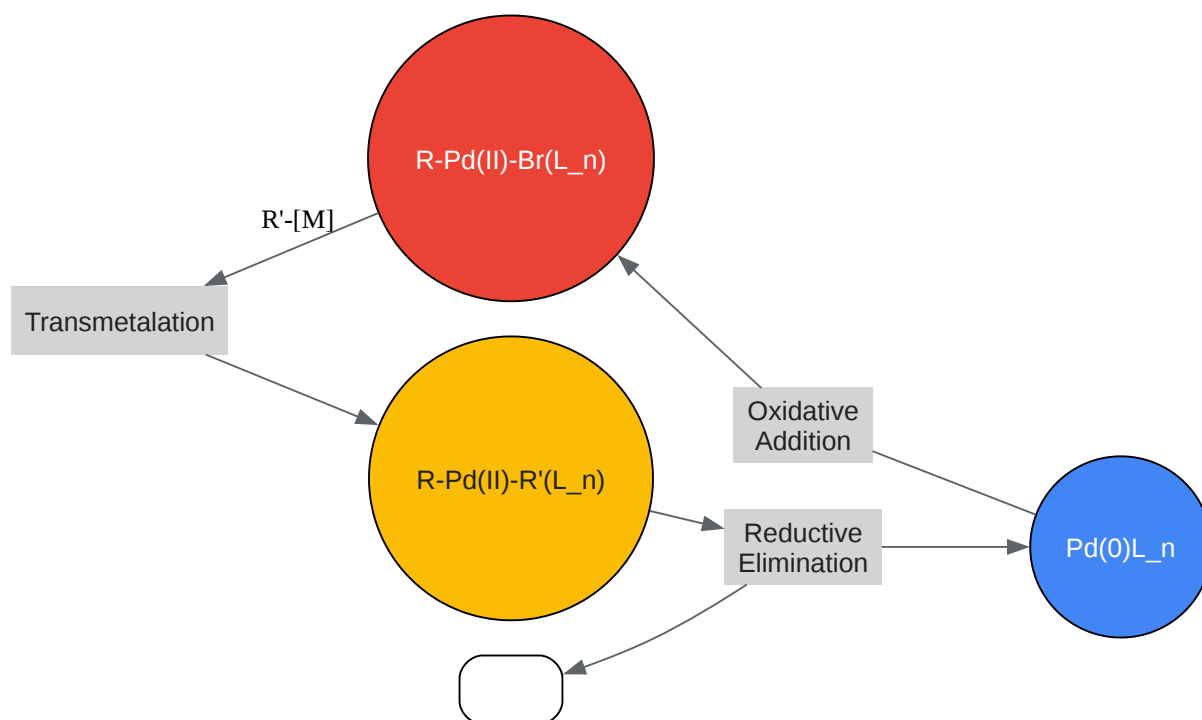 R-Pd(II)-Br(L_n)
R'-[M]
Transmetalation
Oxidative
Addition
R-Pd(II)-R'(L_n)
Reductive
Elimination
Pd(0)L_n